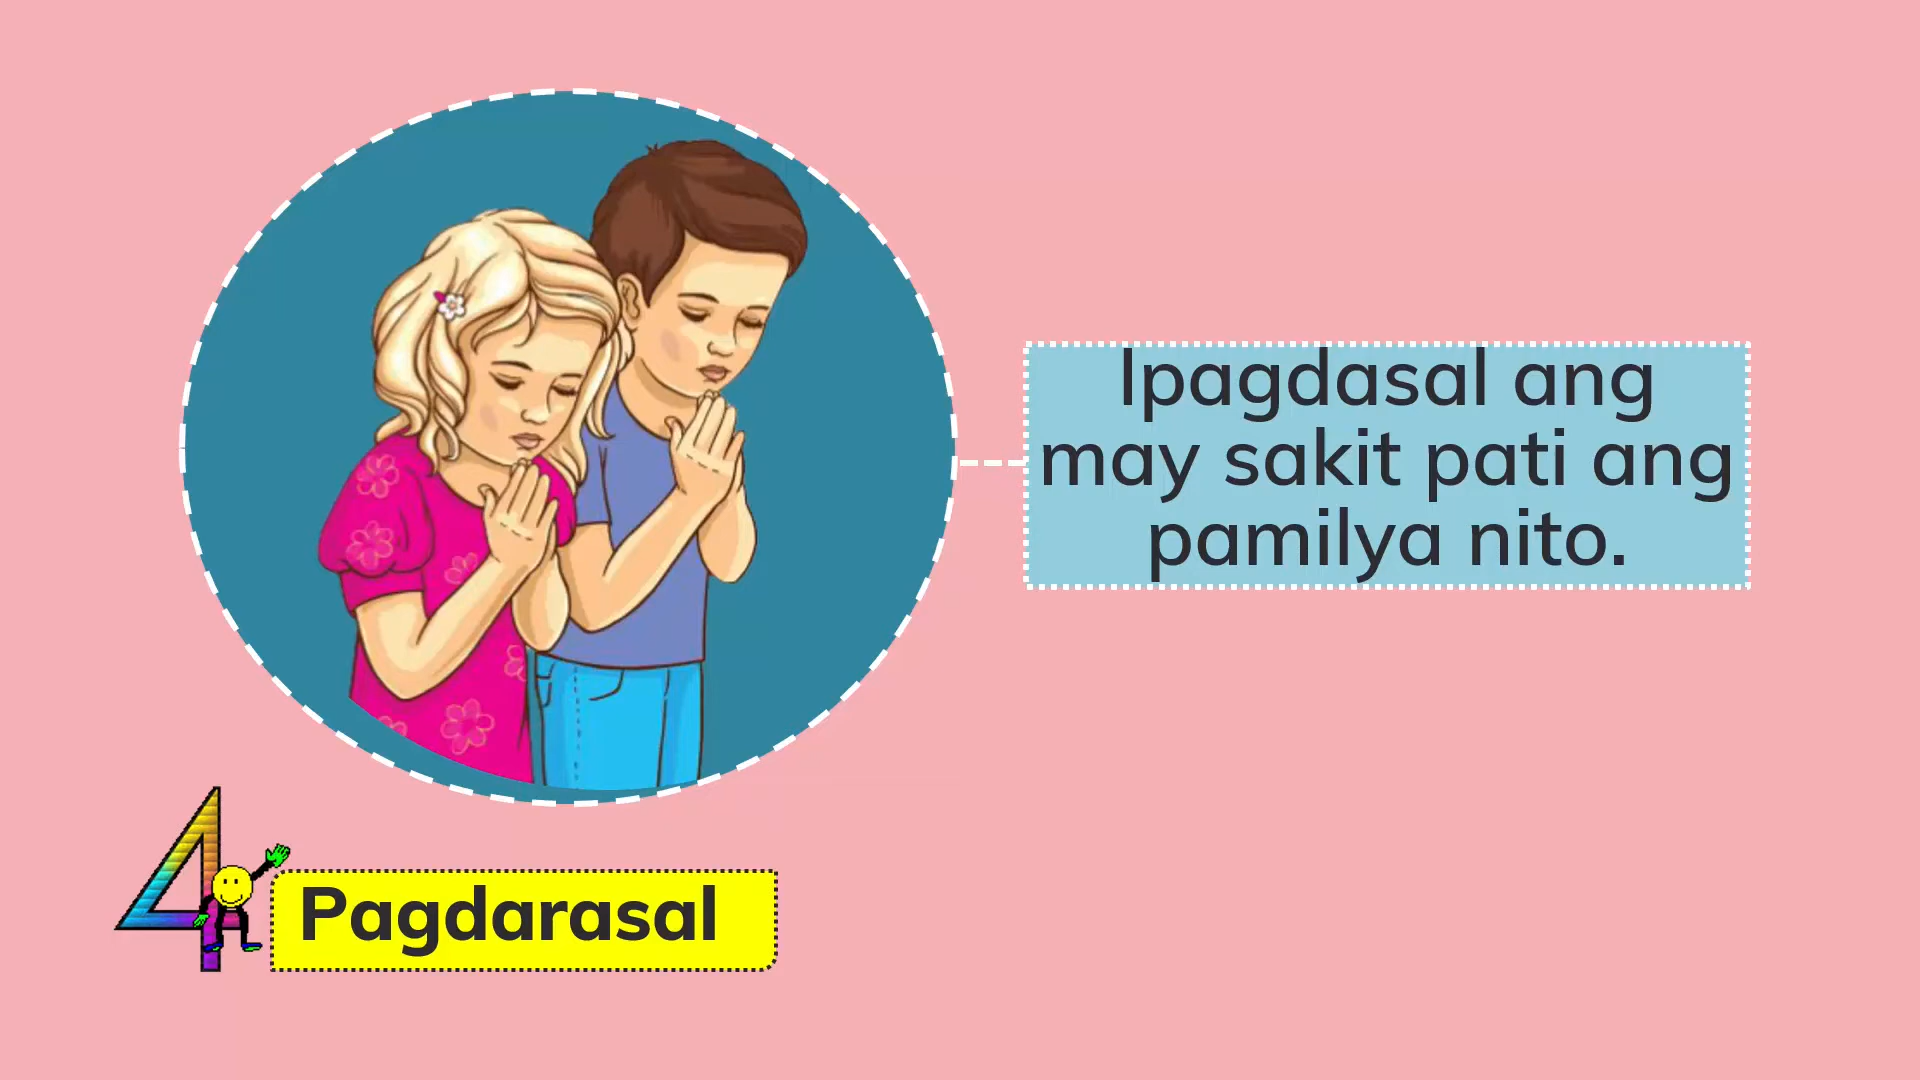 Ipagdasal ang
may sakit pati ang
pamilya nito.
4
Pagdarasal